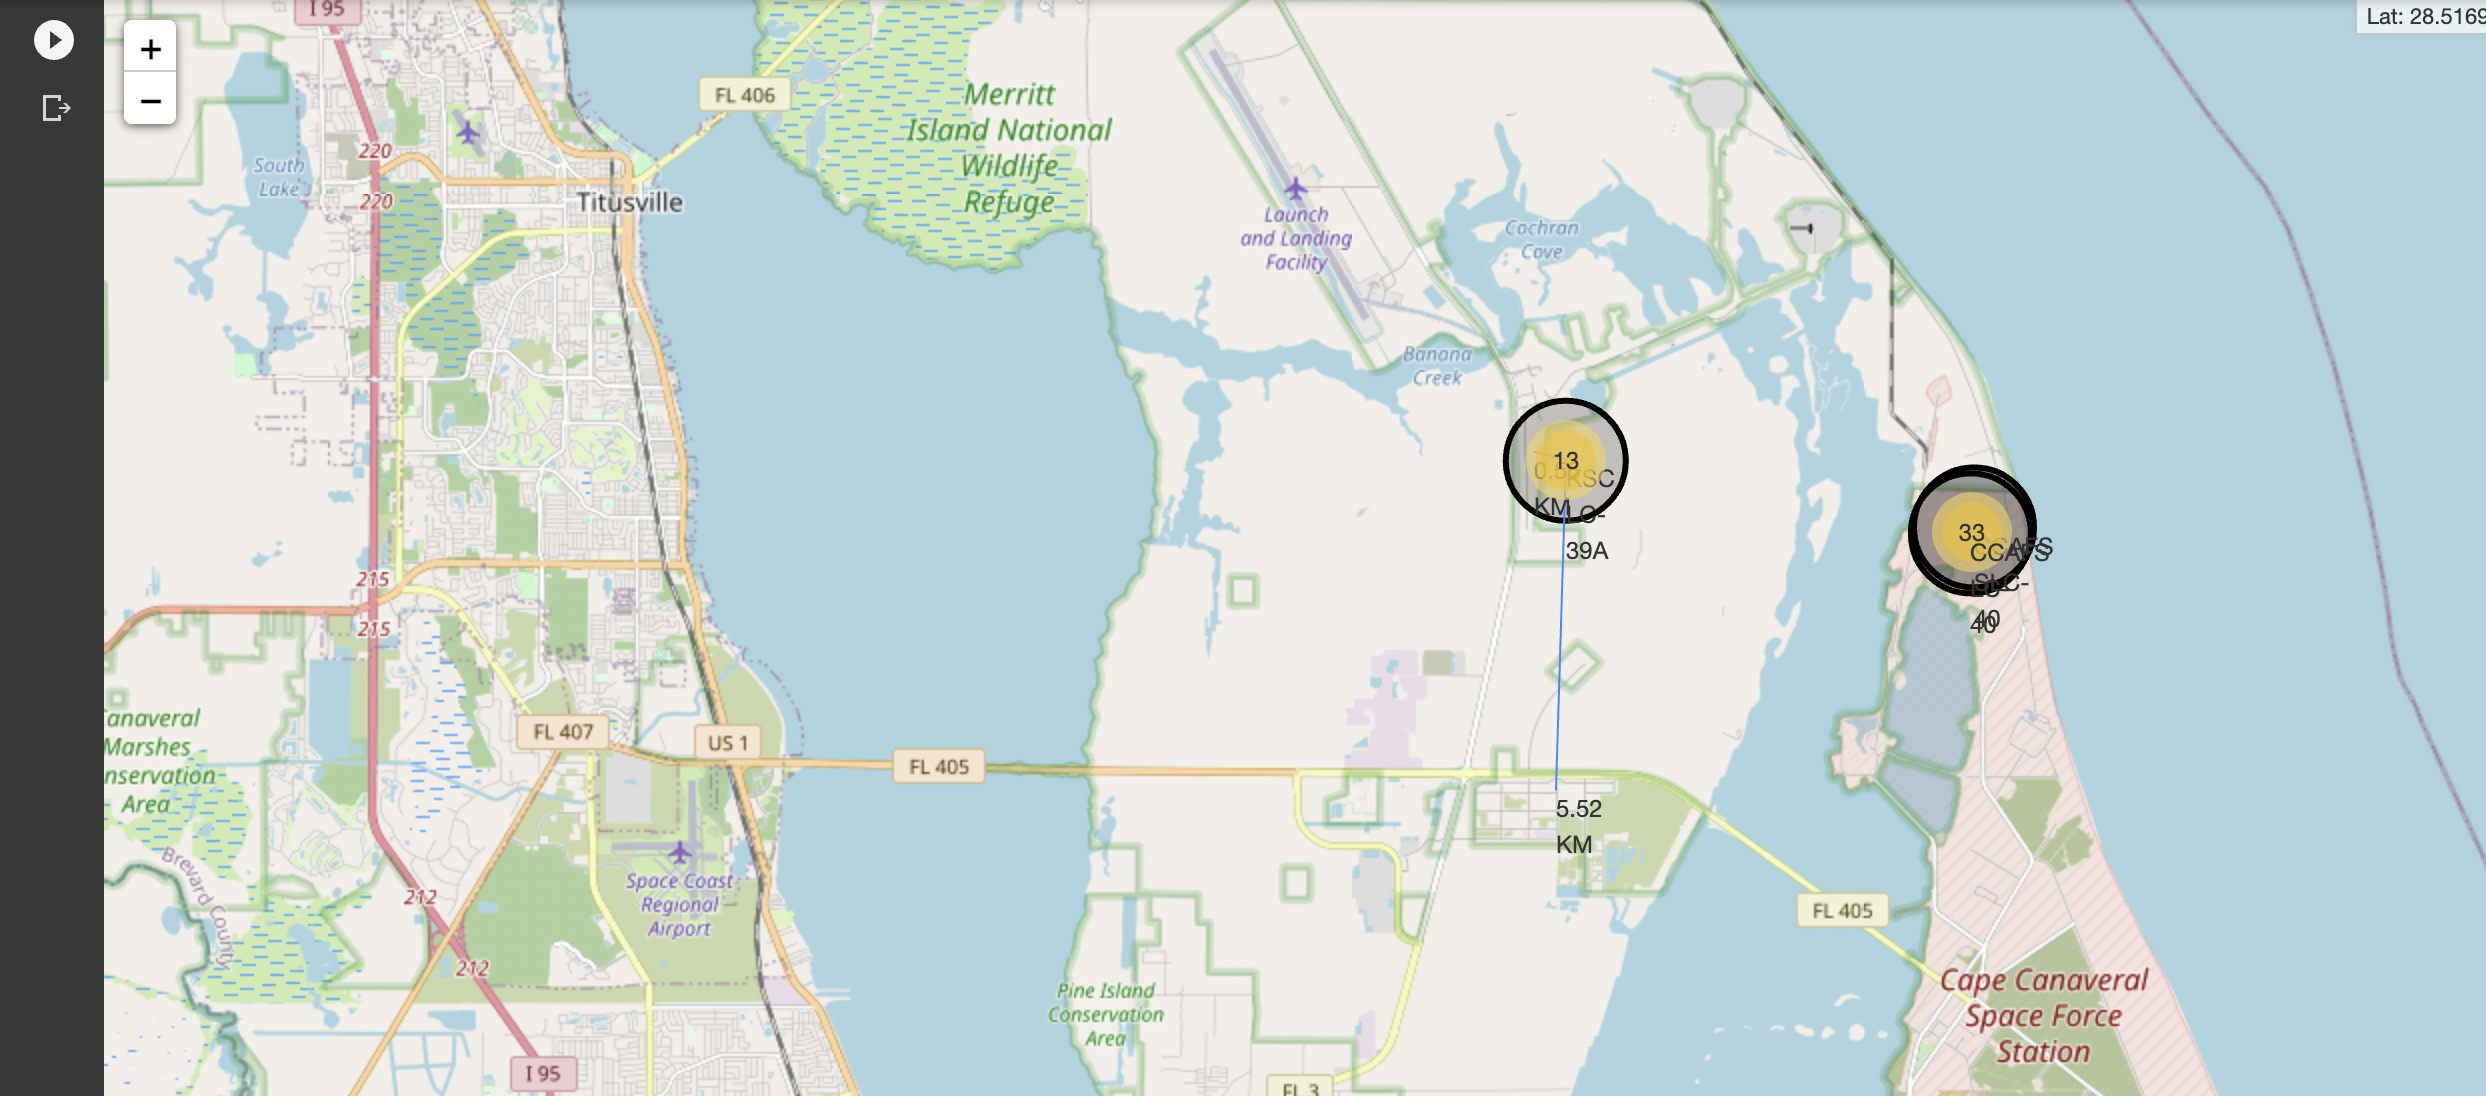 I 95
Lat: 28.5169
+
−
FL 406
Merritt
Island National
Wildlife
Refuge
220
South
Lake
220
Titusville
Launch
and Landing
Facility
Cochran
Cove
Banana
Creek
13
KSC
KM
LC-
39A
33
CCAFS
SLC-
40
40
215
215
anaveral
Marshes
nservation
Area
FL 407
US 1
FL 405
5.52
KM
Brevard County
212
Space Coast
Regional
Airport
FL 405
212
Pine Island
Conservation
Area
Cape Canaveral
Space Force
Station
I 95
FL 3